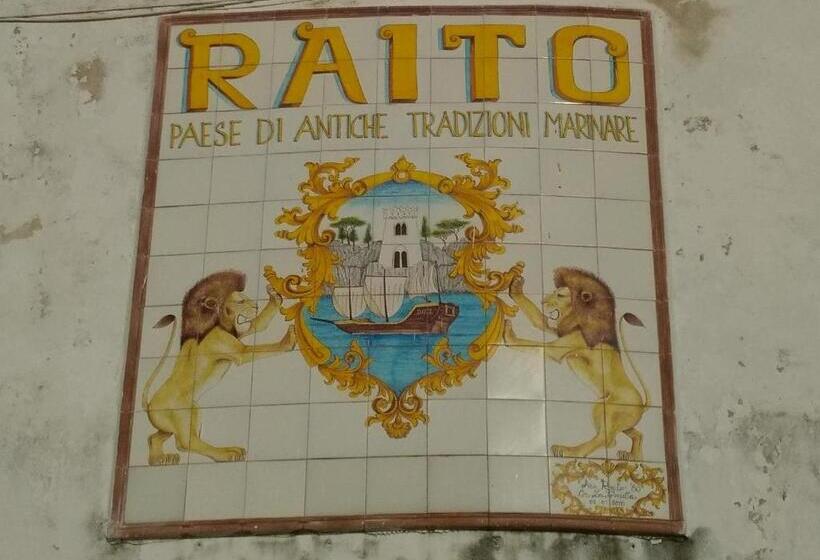 RAITO
PAESE DI ANTICHE TRADIZIONI MARINARE